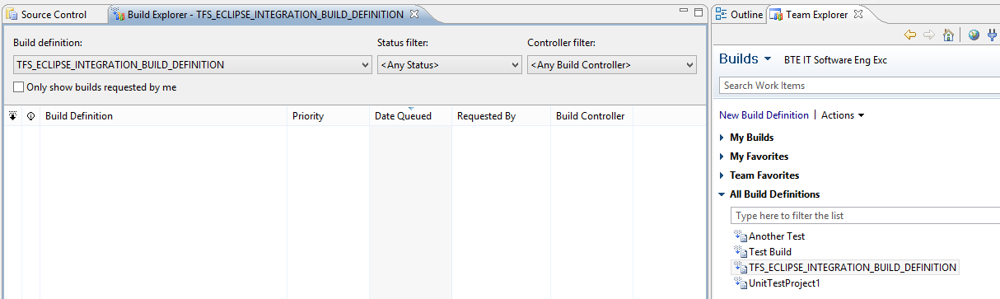 Source Control
Build Explorer - TFS_ECLIPSE_INTEGRATION_BUILD_DEFINITION
Build definition:
Status filter:
Controller filter:
TFS_ECLIPSE_INTEGRATION_BUILD_DEFINITION
<Any Status>
<Any Build Controller>
Only show builds requested by me
Build Definition
Priority
Date Queued
Requested By
Build Controller
Outline
Team Explorer
Builds
BTE IT Software Eng Exc
Search Work Items
New Build Definition | Actions
My Builds
My Favorites
Team Favorites
All Build Definitions
Type here to filter the list
Another Test
Test Build
TFS_ECLIPSE_INTEGRATION_BUILD_DEFINITION
UnitTestProject1